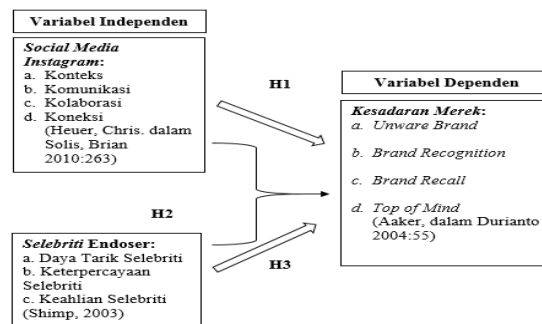 Variabel Independen
Social Media
Instagram:
a. Konteks
b. Komunikasi
c. Kolaborasi
d. Koneksi
(Heuer, Chris. dalam
Solis, Brian
2010:263)
H1
Variabel Dependen
Kesadaran Merek:
a. Unware Brand
b. Brand Recognition
c. Brand Recall
d. Top of Mind
(Aaker, dalam Durianto
2004:55)
H2
Selebriti Endoser:
a. Daya Tarik Selebriti
b. Keterpercayaan
Selebriti
c. Keahlian Selebriti
(Shimp, 2003)
H3